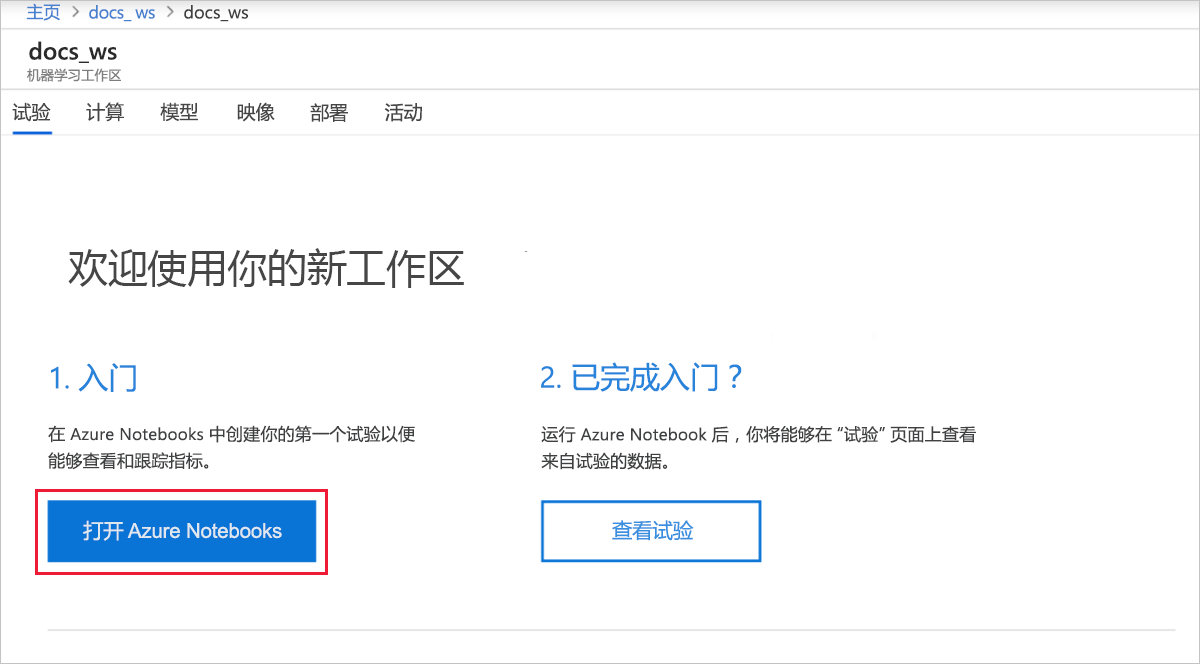 主页 > docs_ ws > docs_ws
docs_ws
机器学习工作区
试验 计算 模型 映像 部署 活动
欢迎使用你的新工作区
1. 入门
在 Azure Notebooks 中创建你的第一个试验以便
能够查看和跟踪指标。
打开 Azure Notebooks
2. 已完成入门？
运行 Azure Notebook 后，你将能够在 “试验” 页面上查看
来自试验的数据。
查看试验